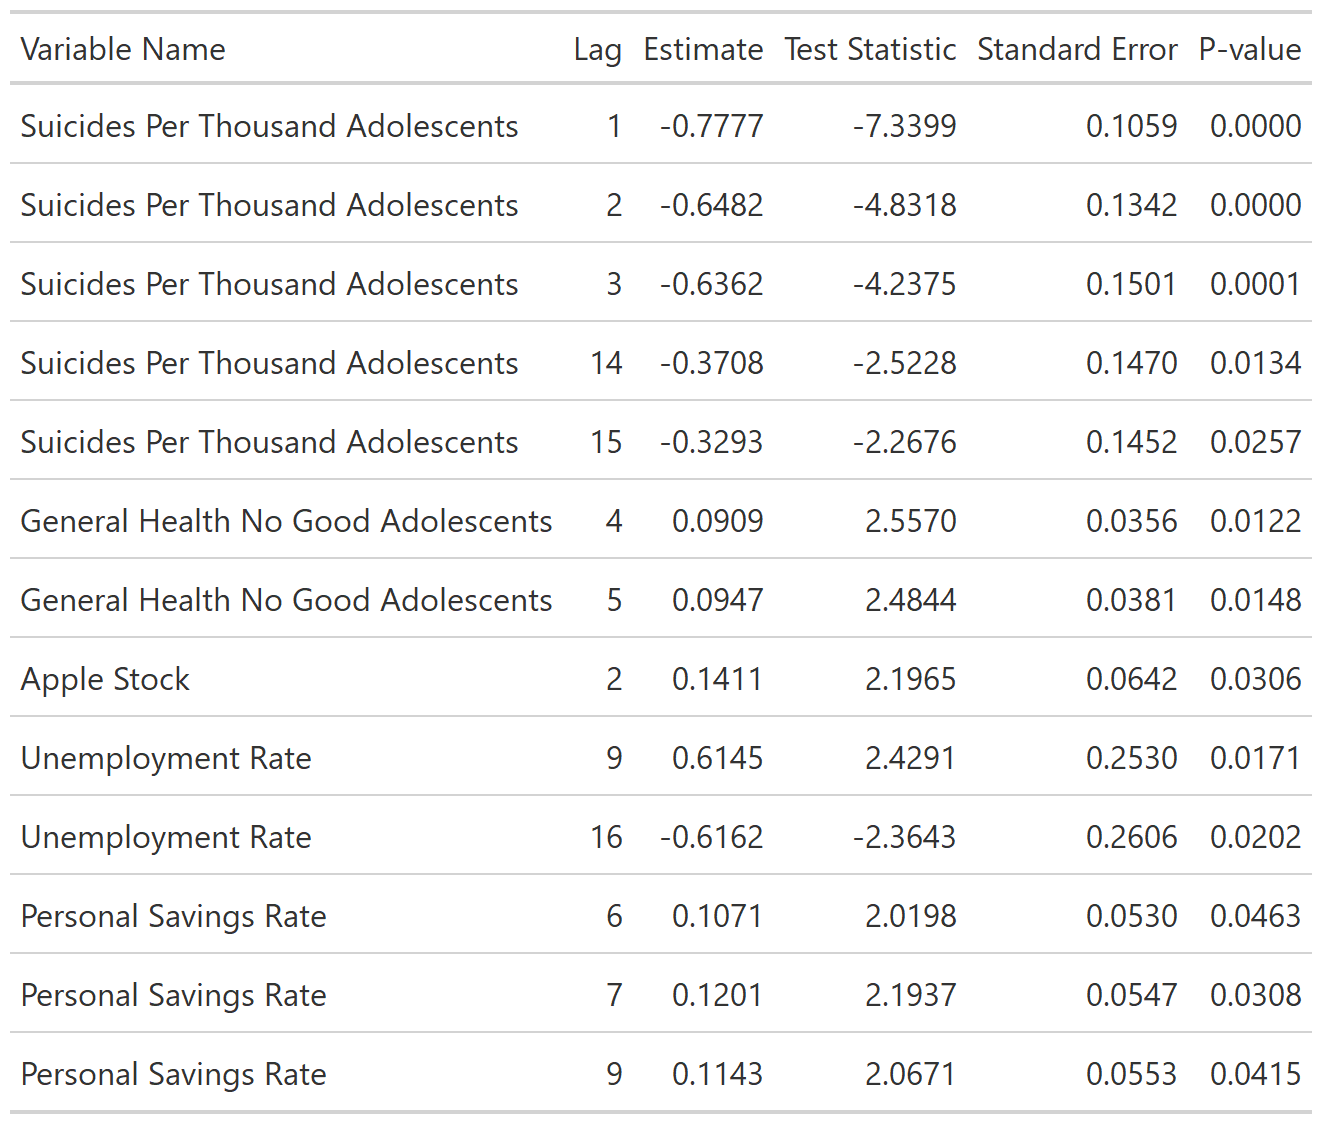 Variable Name Lag Estimate Test Statistic Standard Error P-value
Suicides Per Thousand Adolescents 1 -0.7777 -7.3399 0.1059 0.0000
Suicides Per Thousand Adolescents 2 -0.6482 -4.8318 0.1342 0.0000
Suicides Per Thousand Adolescents 3 -0.6362 -4.2375 0.1501 0.0001
Suicides Per Thousand Adolescents 14 -0.3708 -2.5228 0.1470 0.0134
Suicides Per Thousand Adolescents 15 -0.3293 -2.2676 0.1452 0.0257
General Health No Good Adolescents 4 0.0909 2.5570 0.0356 0.0122
General Health No Good Adolescents 5 0.0947 2.4844 0.0381 0.0148
Apple Stock 2 0.1411 2.1965 0.0642 0.0306
Unemployment Rate 9 0.6145 2.4291 0.2530 0.0171
Unemployment Rate 16 -0.6162 -2.3643 0.2606 0.0202
Personal Savings Rate 6 0.1071 2.0198 0.0530 0.0463
Personal Savings Rate 7 0.1201 2.1937 0.0547 0.0308
Personal Savings Rate 9 0.1143 2.0671 0.0553 0.0415